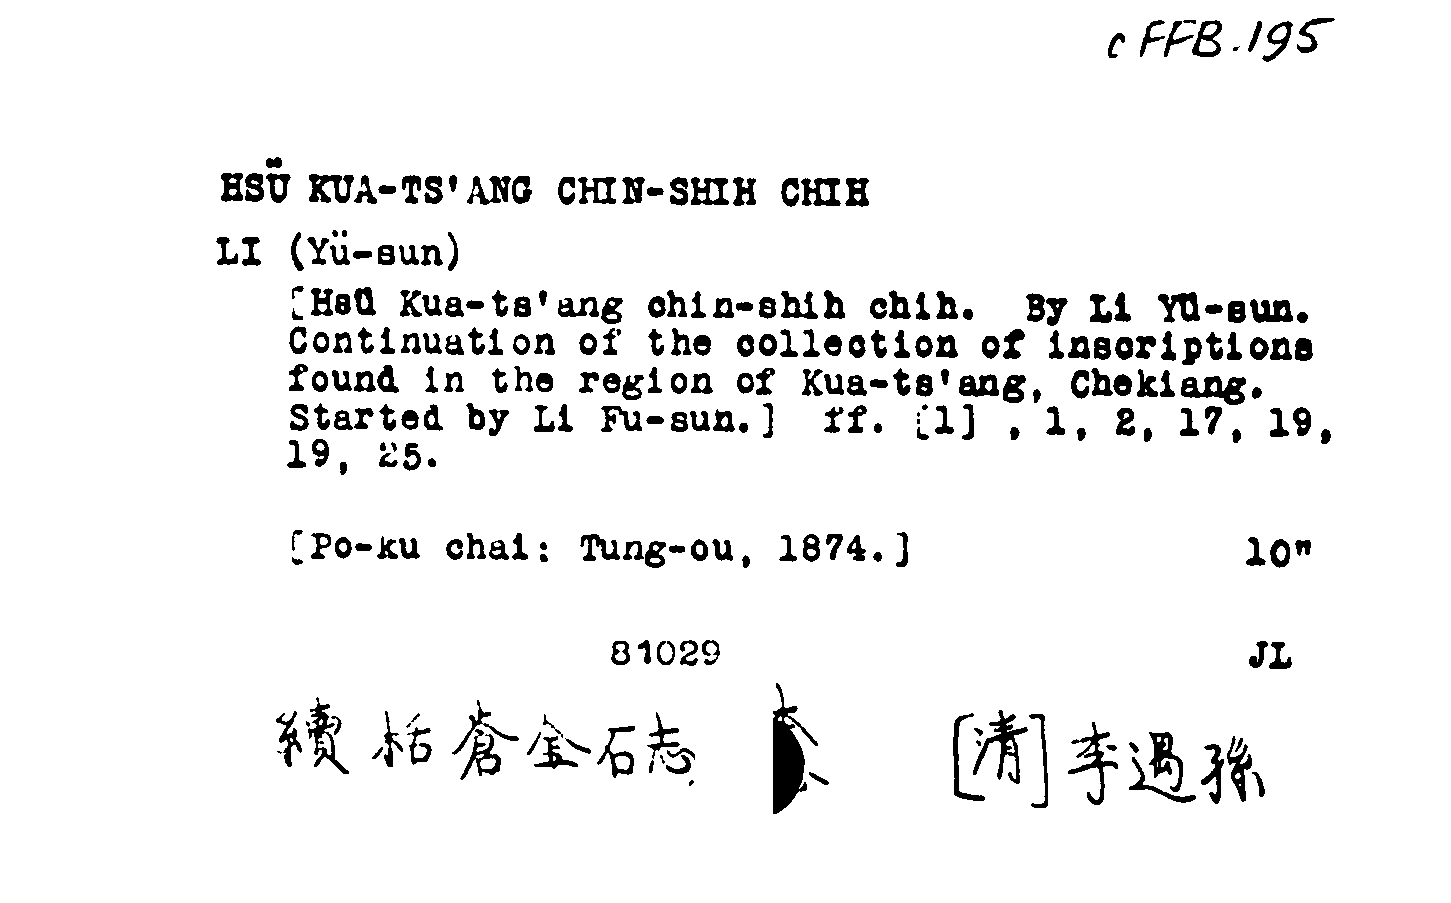 c FFB.195
HSÜ KUA-TS'ANG CHIN-SHIH CHIH
LI (Yü-sun)
[Hsü Kua-ts'ang chin-shih chih. By Li Yü-sun.
Continuation of the collection of inscriptions
found in the region of Kua-ts'ang, Chekiang.
Started by Li Fu-sun.] ff. [1] , 1, 2, 17, 19,
19, 25.
[Po-ku chai: Tung-ou, 1874.] 10"
81029 JL
續栝蒼金石志 [清]李遇孫